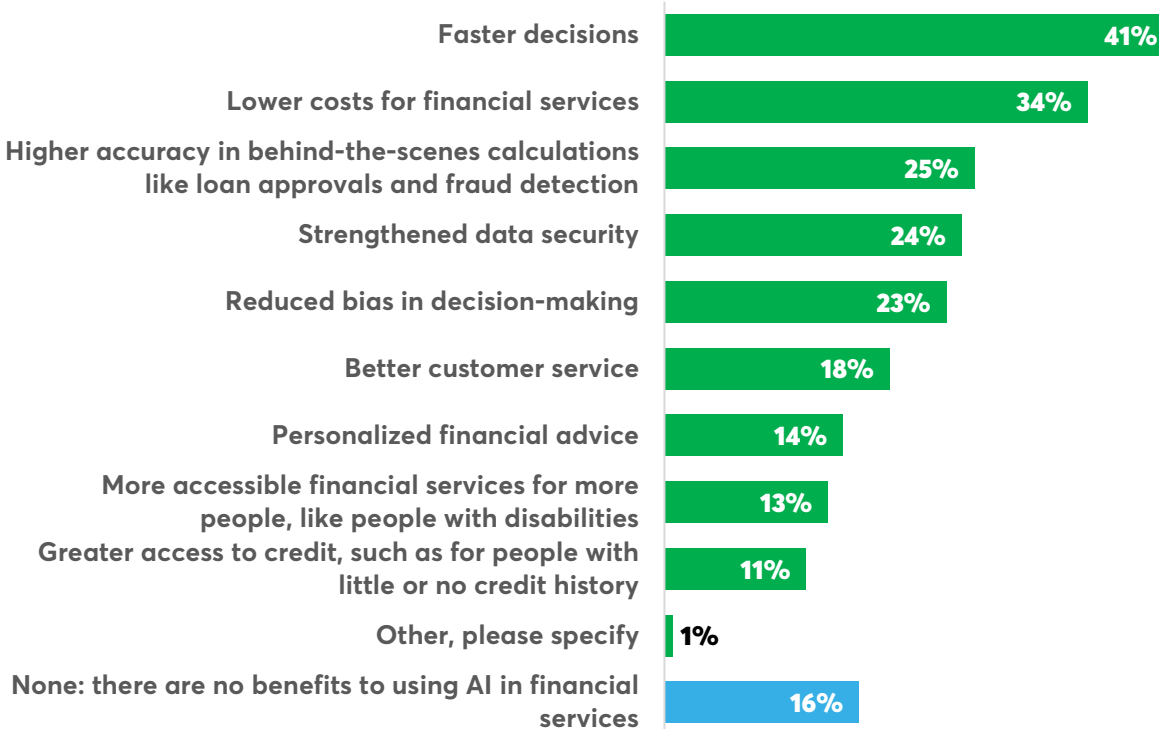 Faster decisions
41%
Lower costs for financial services
34%
Higher accuracy in behind-the-scenes calculations
like loan approvals and fraud detection
25%
Strengthened data security
24%
Reduced bias in decision-making
23%
Better customer service
18%
Personalized financial advice
14%
More accessible financial services for more
people, like people with disabilities
13%
Greater access to credit, such as for people with
little or no credit history
11%
Other, please specify
1%
None: there are no benefits to using AI in financial
services
16%